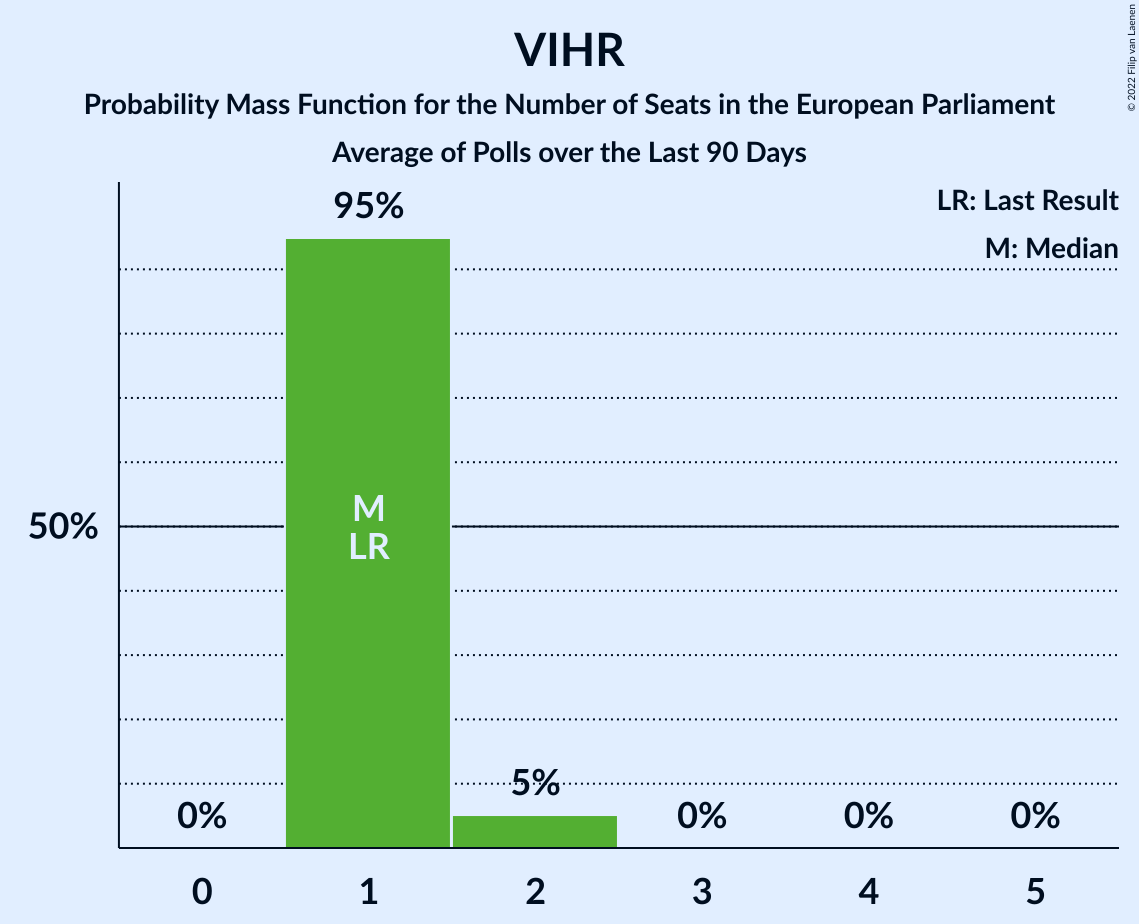 VIHR
Probability Mass Function for the Number of Seats in the European Parliament
Average of Polls over the Last 90 Days
© 2022 Filip van Laenen
LR: Last Result
M: Median
95%
50%
M
LR
5%
0%
0%
0%
0%
0
1
2
3
4
5